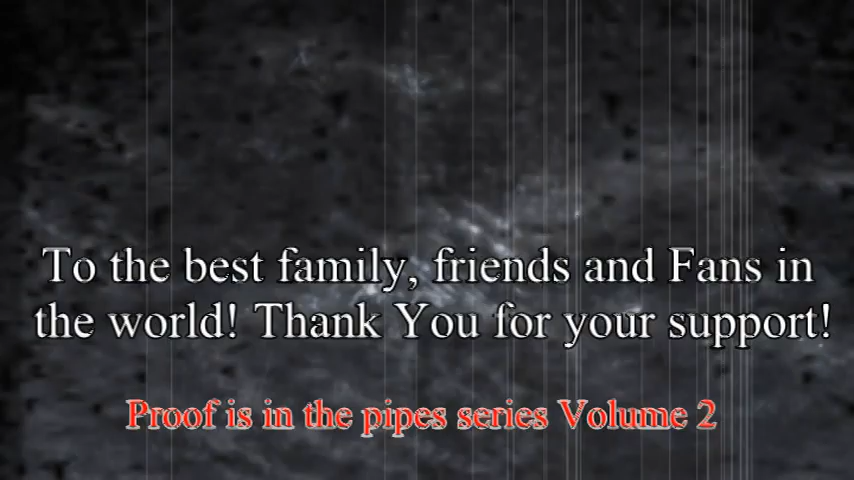 To the best family, friends and Fans in
the world! Thank You for your support!
Proof is in the pipes series Volume 2